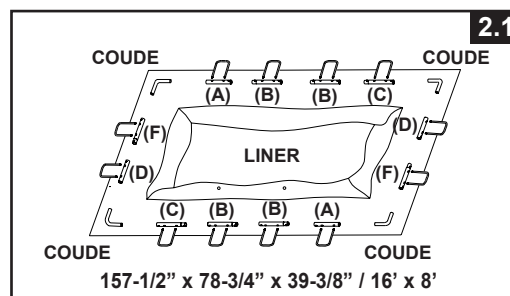 2.1
COUDE COUDE
(A) (B) (B) (C)
(F) (D)
LINER
(D) (F)
(C) (B) (B) (A)
COUDE COUDE
157-1/2” x 78-3/4” x 39-3/8” / 16’ x 8’